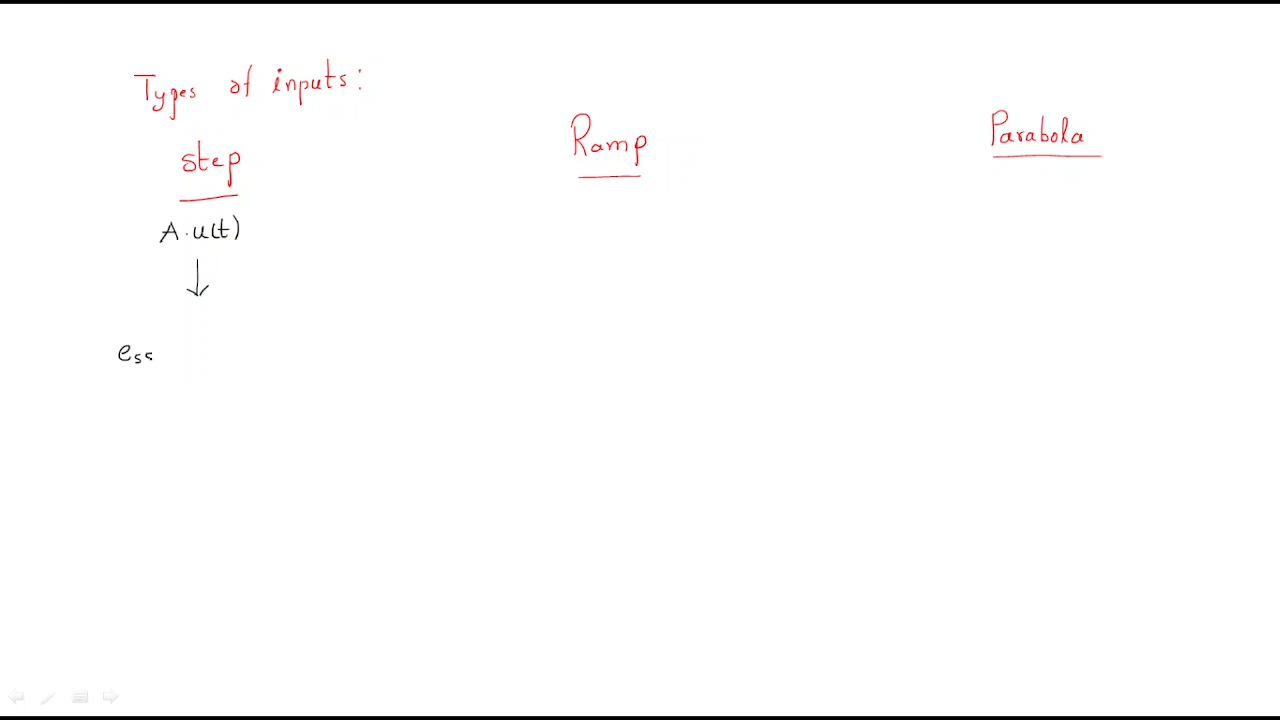 Types of inputs:
step
Ramp
Parabola
A.u(t)
↓
ess